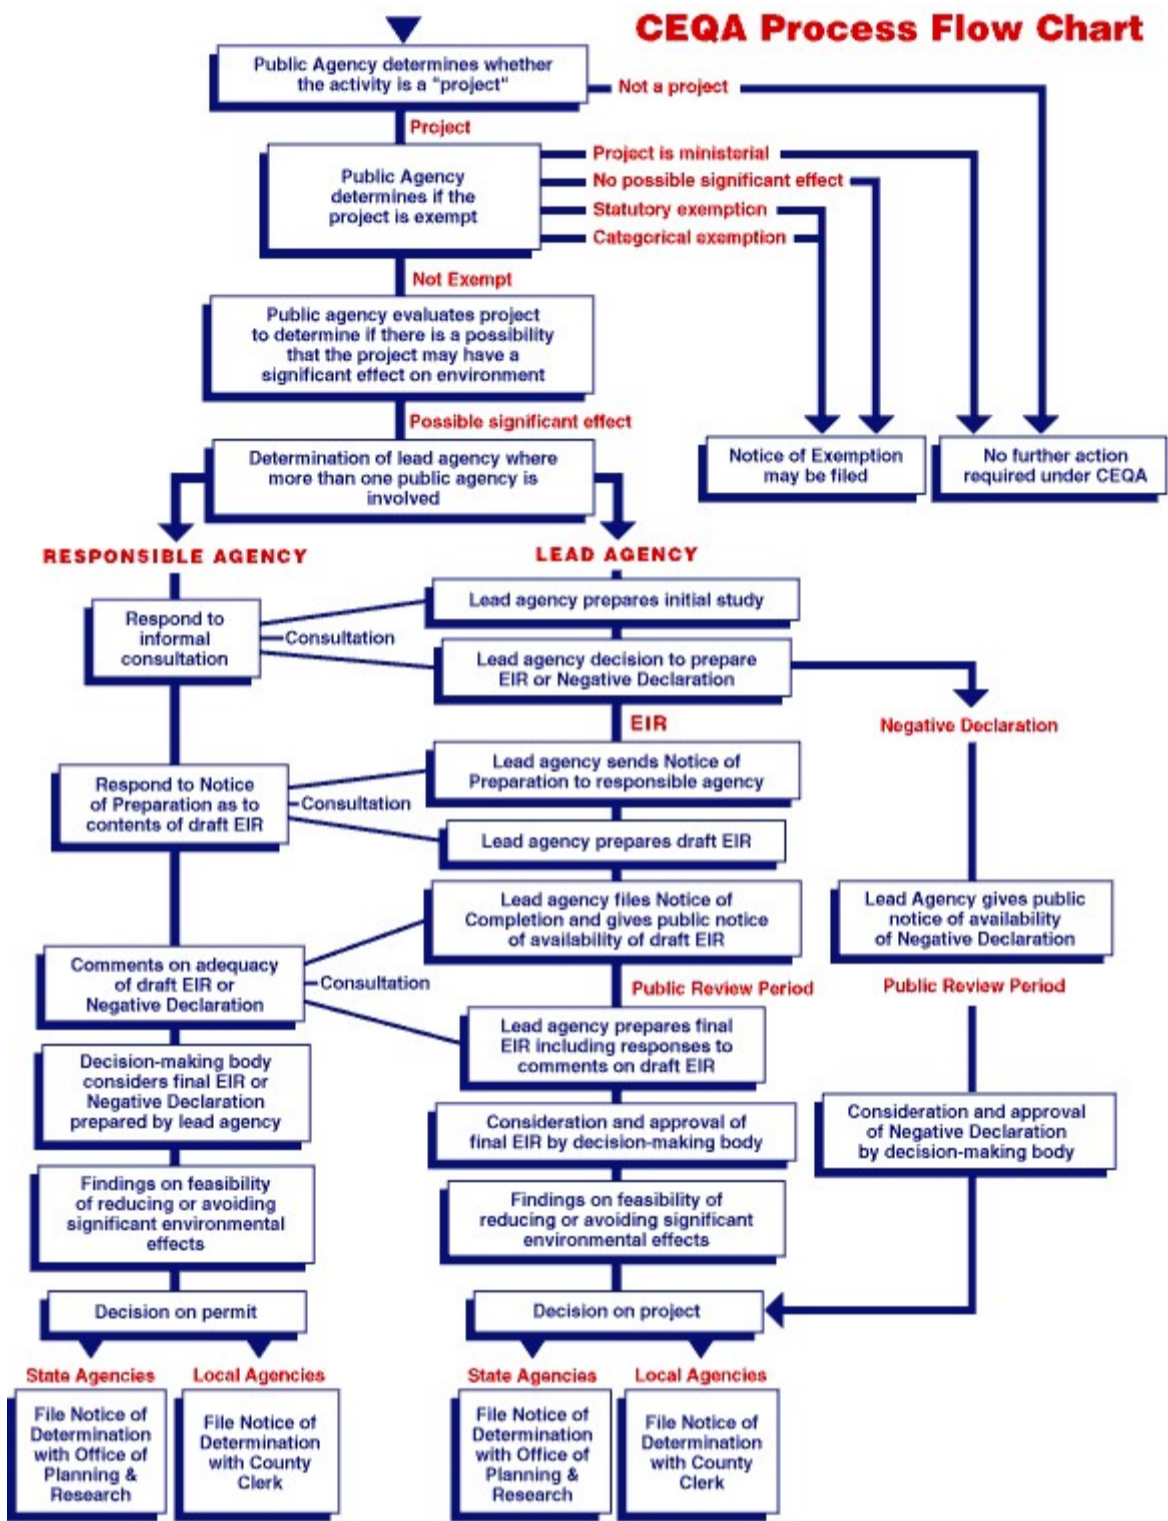 CEQA Process Flow Chart
Public Agency determines whether
the activity is a "project"
Not a project
Project
Public Agency
determines if the
project is exempt
Project is ministerial
No possible significant effect
Statutory exemption
Categorical exemption
Not Exempt
Public agency evaluates project
to determine if there is a possibility
that the project may have a
significant effect on environment
Possible significant effect
Notice of Exemption
may be filed
No further action
required under CEQA
Determination of lead agency where
more than one public agency is
involved
RESPONSIBLE AGENCY
LEAD AGENCY
Respond to
informal
consultation
Consultation
Lead agency prepares initial study
Lead agency decision to prepare
EIR or Negative Declaration
EIR
Negative Declaration
Respond to Notice
of Preparation as to
contents of draft EIR
Consultation
Lead agency sends Notice of
Preparation to responsible agency
Lead agency prepares draft EIR
Lead agency files Notice of
Completion and gives public notice
of availability of draft EIR
Lead Agency gives public
notice of availability
of Negative Declaration
Comments on adequacy
of draft EIR or
Negative Declaration
Consultation
Public Review Period
Public Review Period
Lead agency prepares final
EIR including responses to
comments on draft EIR
Decision-making body
considers final EIR or
Negative Declaration
prepared by lead agency
Consideration and approval of
final EIR by decision-making body
Consideration and approval
of Negative Declaration
by decision-making body
Findings on feasibility
of reducing or avoiding
significant environmental
effects
Findings on feasibility of
reducing or avoiding significant
environmental effects
Decision on permit
Decision on project
State Agencies
Local Agencies
State Agencies
Local Agencies
File Notice of
Determination
with Office of
Planning &
Research
File Notice of
Determination
with County
Clerk
File Notice of
Determination
with Office of
Planning &
Research
File Notice of
Determination
with County
Clerk